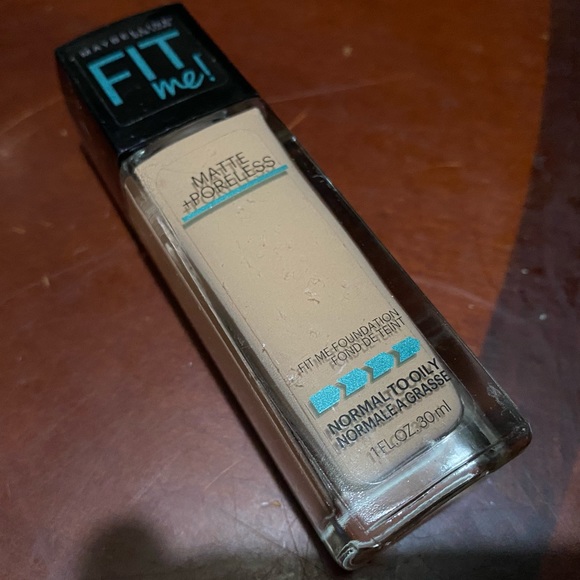 MAYBELLINE
FIT
me!
MATTE
+PORELESS
FIT ME FOUNDATION
FOND DE TEINT
NORMAL TO OILY
NORMALE À GRASSE
1 FL.OZ. 30 ml